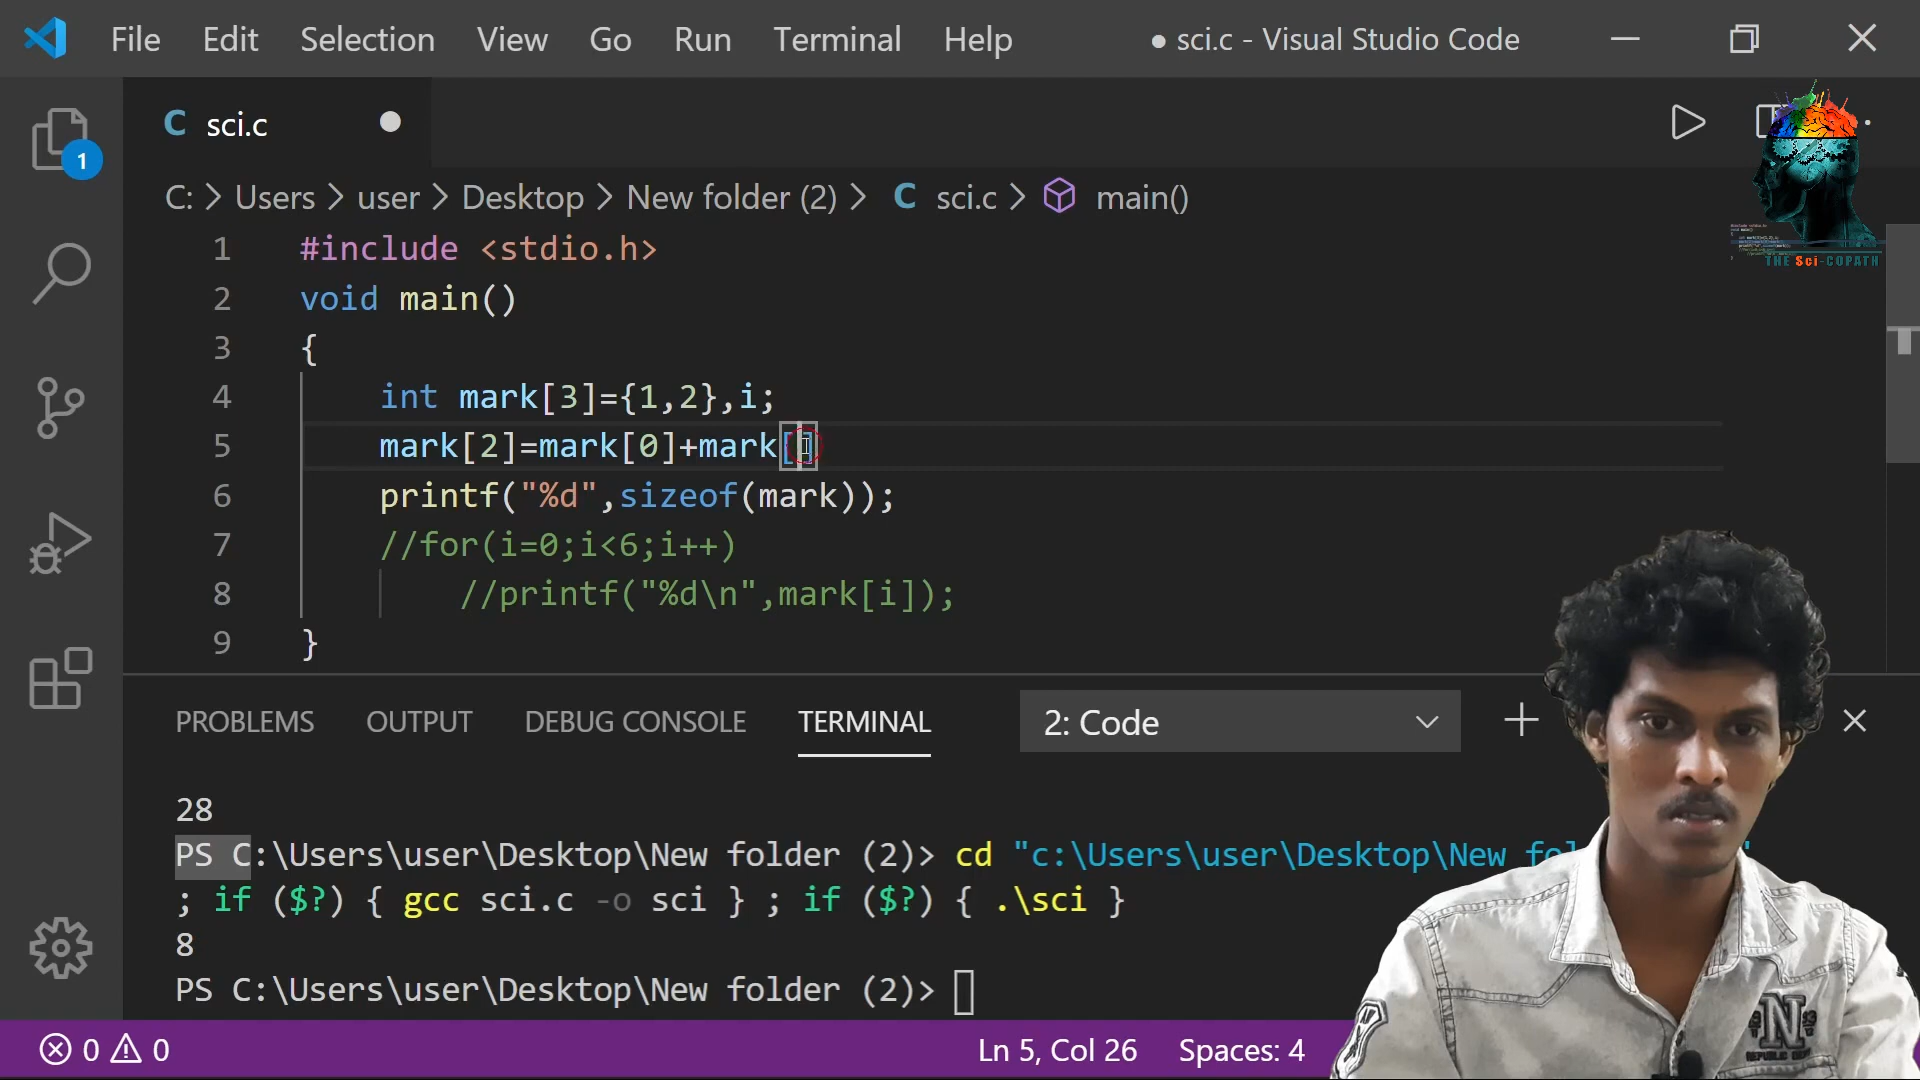 File Edit Selection View Go Run Terminal Help ● sci.c - Visual Studio Code
C sci.c
1
C: > Users > user > Desktop > New folder (2) > C sci.c > main()
THE Sci-COPATH
1 #include <stdio.h>
2 void main()
3 {
4 int mark[3]={1,2},i;
5 mark[2]=mark[0]+mark[]
6 printf("%d",sizeof(mark));
7 //for(i=0;i<6;i++)
8 //printf("%d\n",mark[i]);
9 }
PROBLEMS OUTPUT DEBUG CONSOLE TERMINAL 2: Code
28
PS C:\Users\user\Desktop\New folder (2)> cd "c:\Users\user\Desktop\New
; if ($?) { gcc sci.c -o sci } ; if ($?) { .\sci }
8
PS C:\Users\user\Desktop\New folder (2)>
0 0 Ln 5, Col 26 Spaces: 4
N